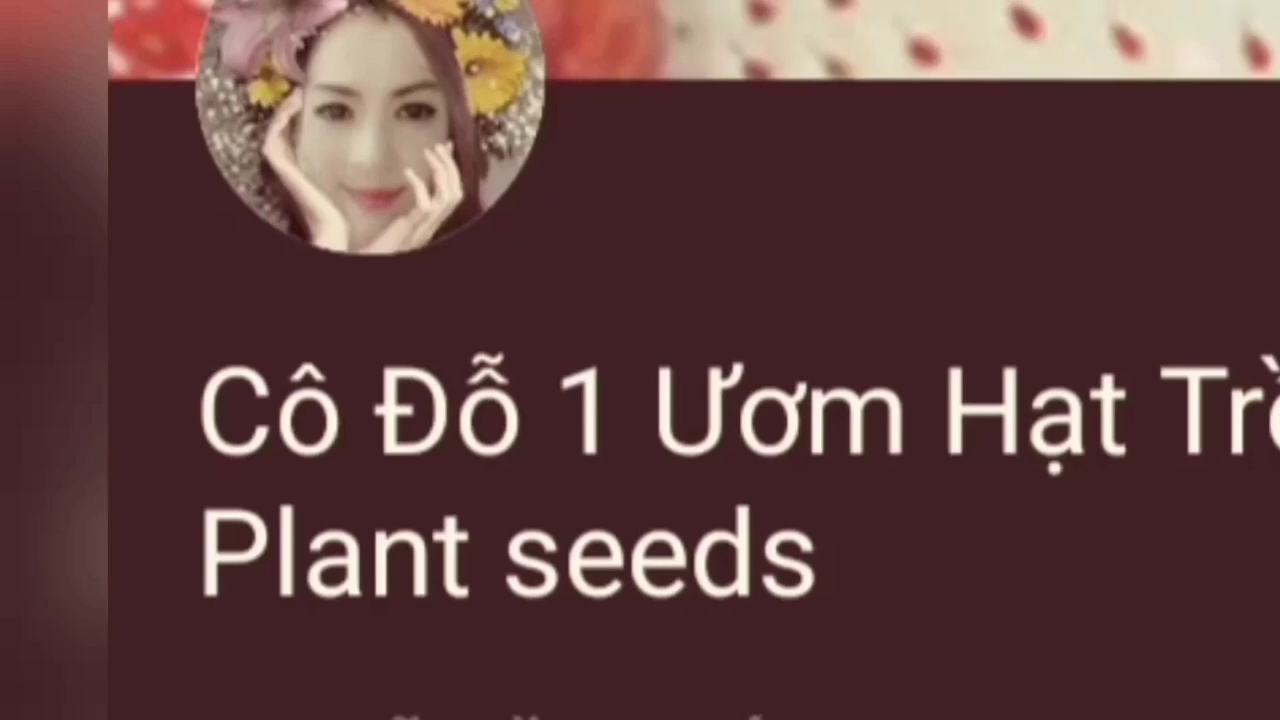 Cô Đỗ 1 Ươm Hạt
Plant seeds